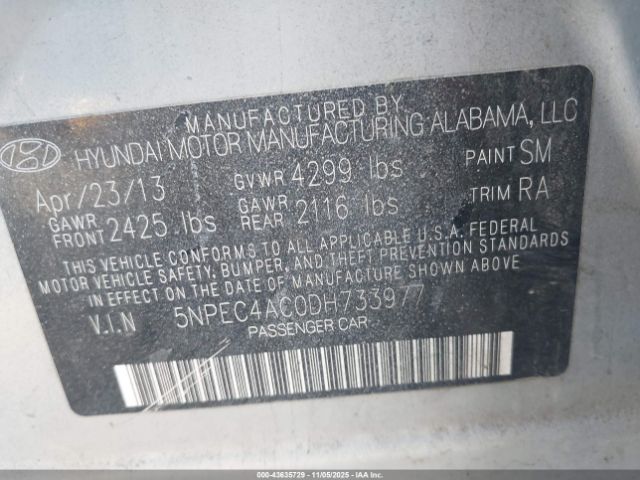 MANUFACTURED BY
HYUNDAI MOTOR MANUFACTURING ALABAMA, LLC
Apr/23/13 GVWR 4299 lbs PAINT SM
GAWR FRONT 2425 lbs GAWR REAR 2116 lbs TRIM RA
THIS VEHICLE CONFORMS TO ALL APPLICABLE U.S.A. FEDERAL
MOTOR VEHICLE SAFETY, BUMPER, AND THEFT PREVENTION STANDARDS
IN EFFECT ON THE DATE OF MANUFACTURE SHOWN ABOVE
V.I.N 5NPEC4AC0DH733977
PASSENGER CAR
000-43635729 11/05/2025 IAAI.COM